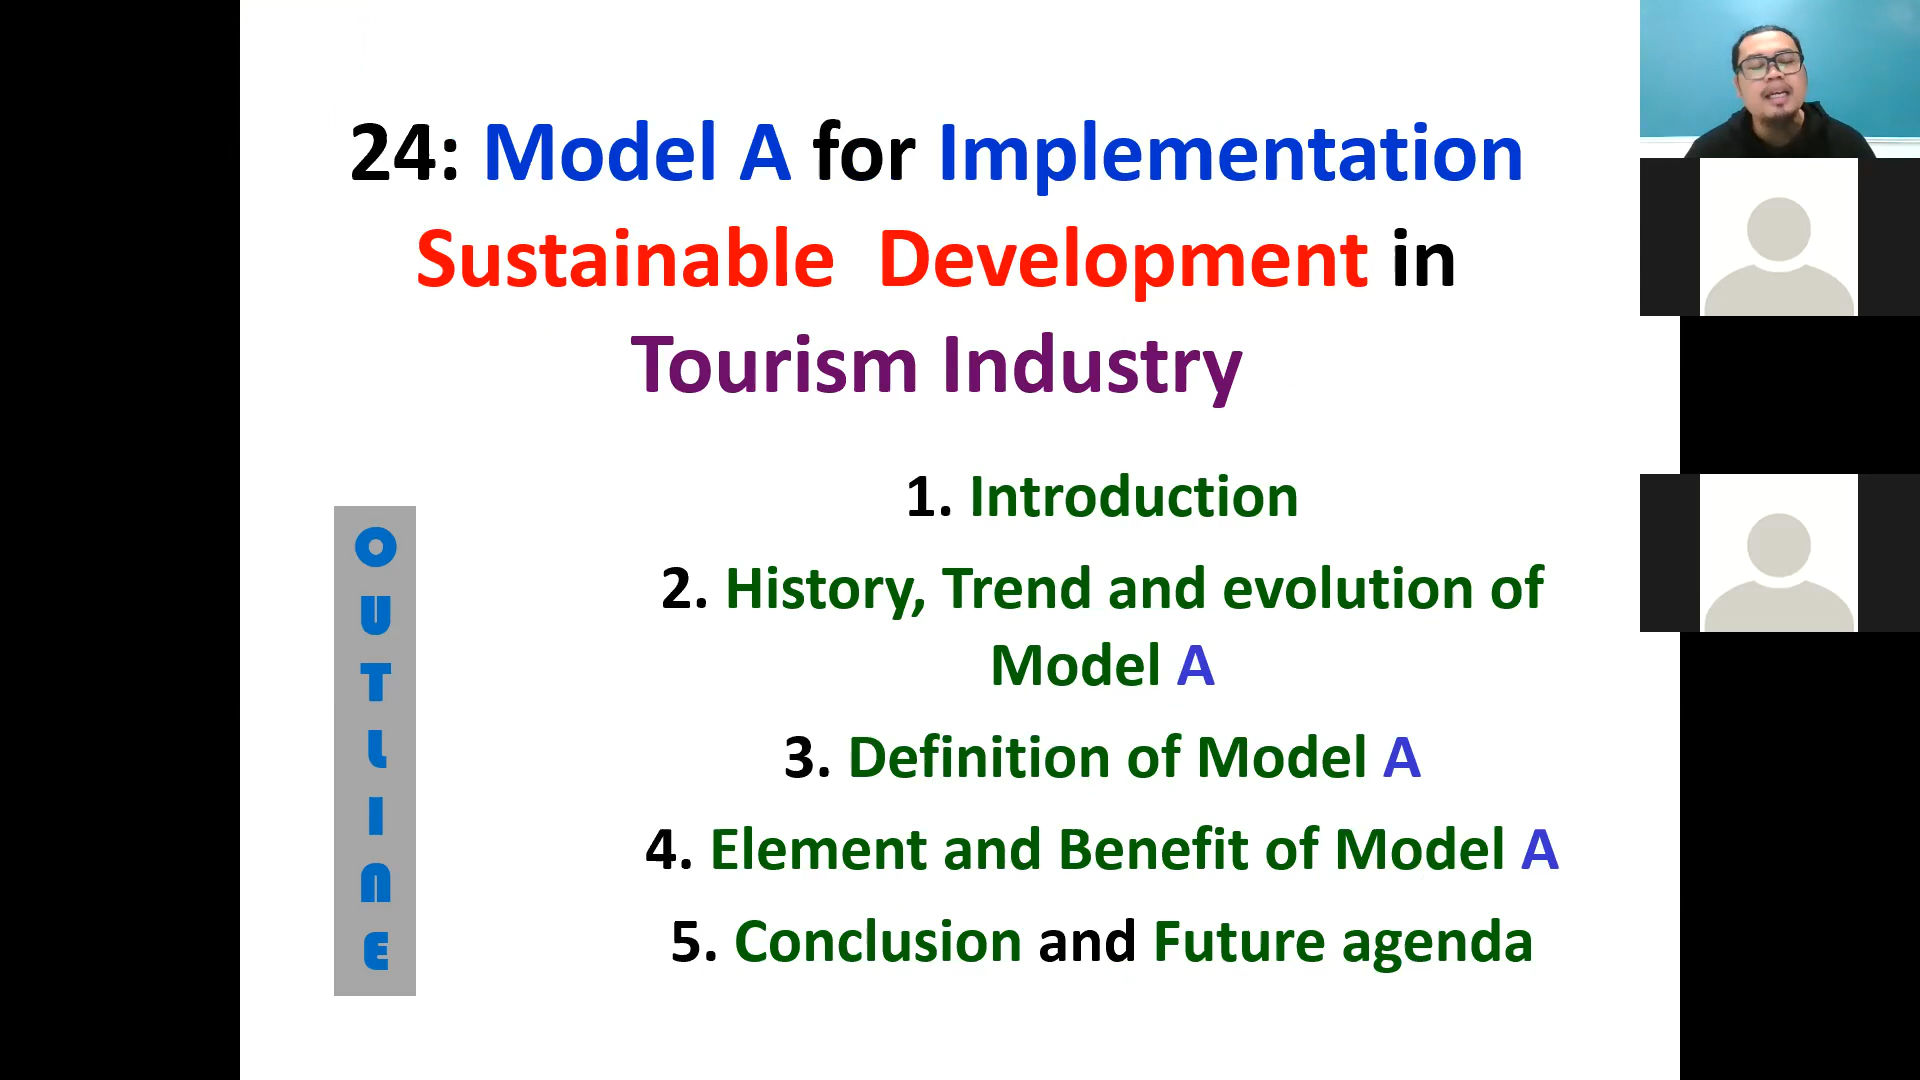 24: Model A for Implementation
Sustainable  Development in
Tourism Industry
OUTLINE
1. Introduction
2. History, Trend and evolution of
Model A
3. Definition of Model A
4. Element and Benefit of Model A
5. Conclusion and Future agenda